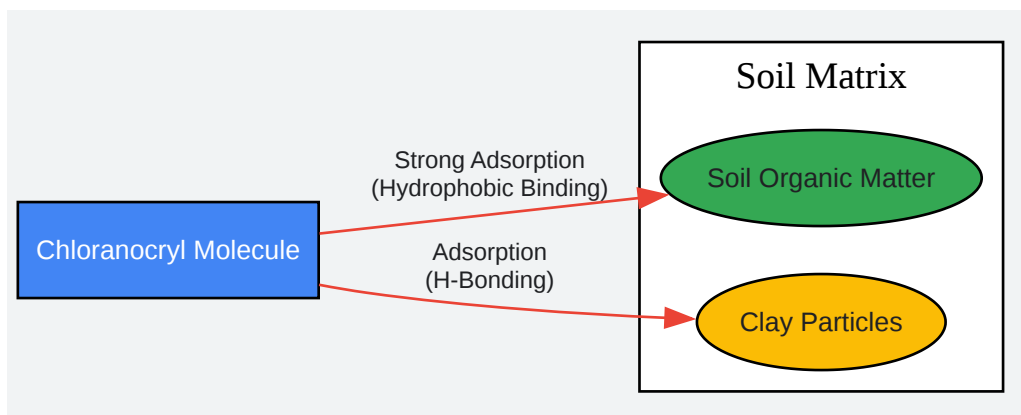 Soil Matrix
Strong Adsorption
(Hydrophobic Binding)
Soil Organic Matter
Chloranocryl Molecule
Adsorption
(H-Bonding)
Clay Particles